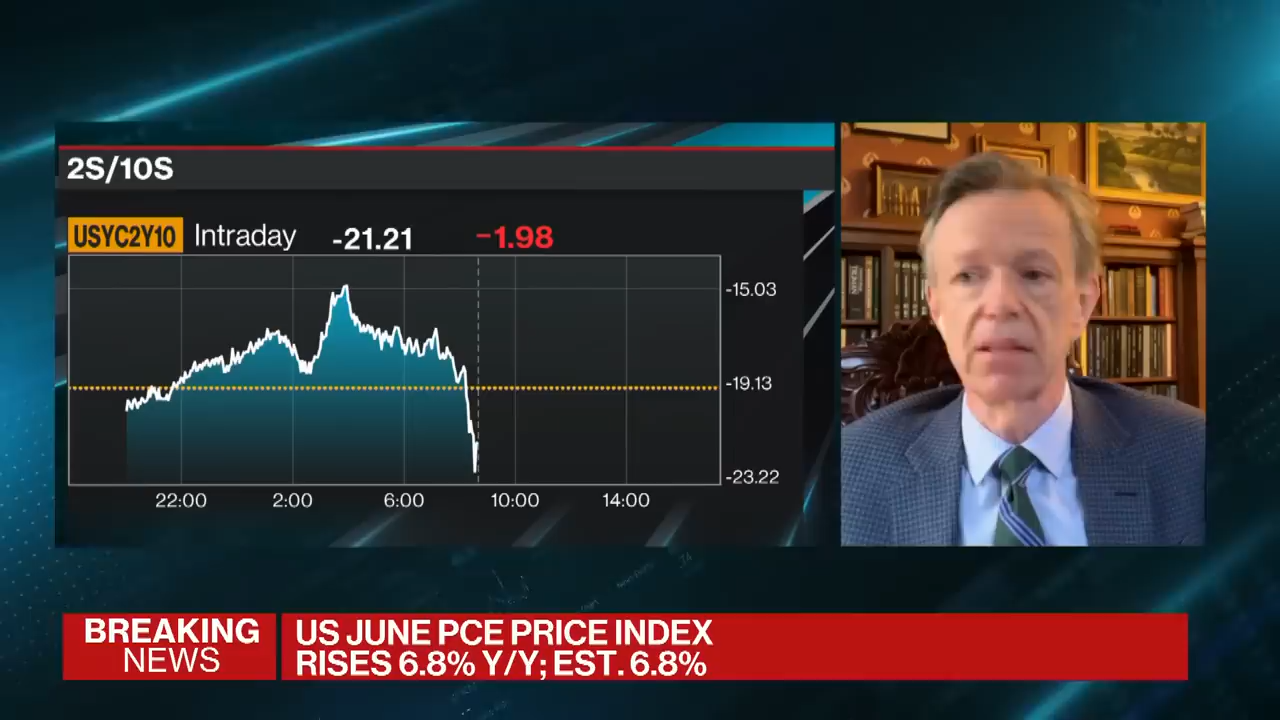 2S/10S
USYC2Y10 Intraday -21.21 -1.98
-15.03
-19.13
-23.22
22:00 2:00 6:00 10:00 14:00
BREAKING
NEWS
US JUNE PCE PRICE INDEX
RISES 6.8% Y/Y; EST. 6.8%